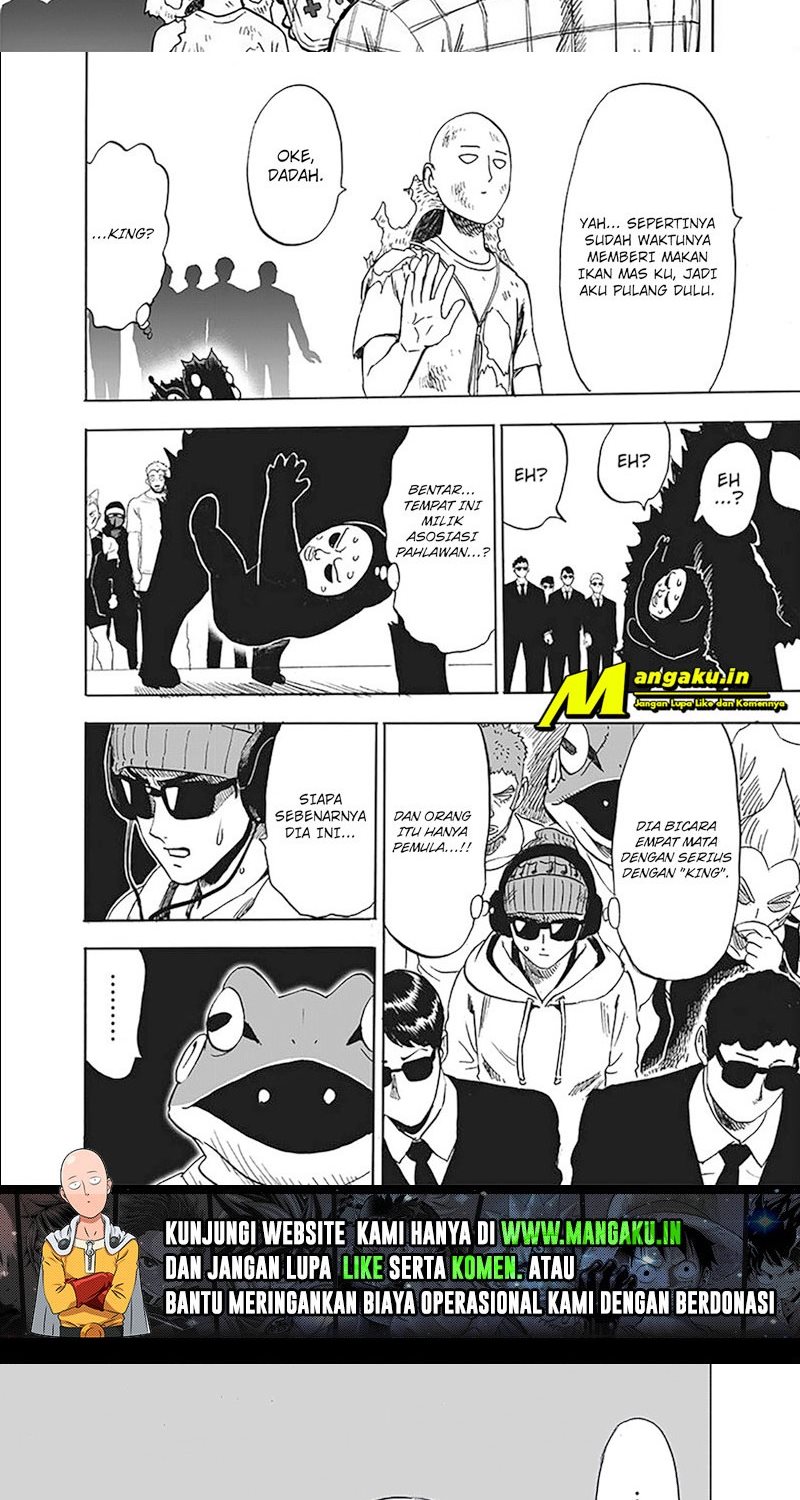 YAH... SEPERTINYA
SUDAH WAKTUNYA
MEMBERI MAKAN
IKAN MAS KU, JADI
AKU PULANG DULU.
OKE,
DADAH.
...KING?
EH
...?
EH?
EH?
BENTAR...
TEMPAT INI
MILIK
ASOSIASI
PAHLAWAN...?
Mangaku.in
Jangan Lupa Like dan Komennya
DIA BICARA
EMPAT MATA
DENGAN SERIUS
DENGAN "KING".
DAN ORANG
ITU HANYA
PEMULA...!!
SIAPA
SEBENARNYA
DIA INI...
......
KUNJUNGI WEBSITE KAMI HANYA DI WWW.MANGAKU.IN
DAN JANGAN LUPA LIKE SERTA KOMEN. ATAU
BANTU MERINGANKAN BIAYA OPERASIONAL KAMI DENGAN BERDONASI